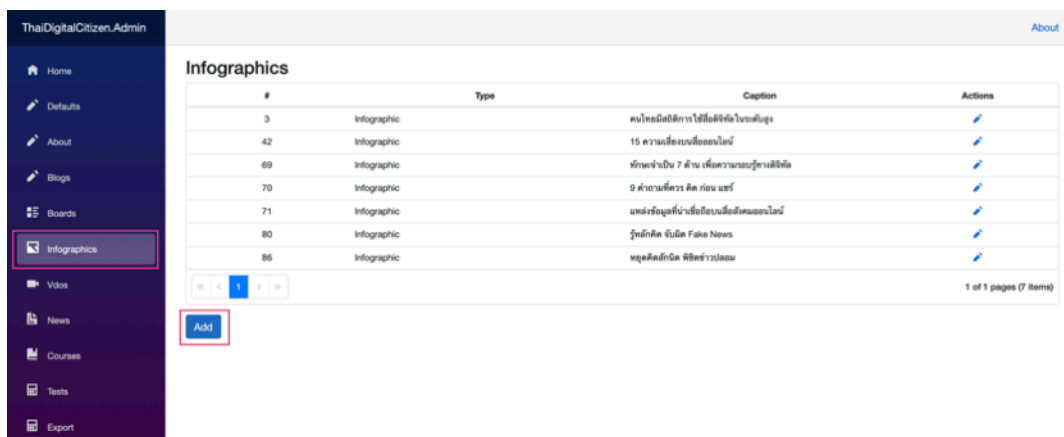 ThaiDigitalCitizen.Admin
About
Home
Defaults
About
Blogs
Boards
Infographics
Vdos
News
Courses
Tests
Export
Infographics
# Type Caption Actions
3 Infographic คนไทยมีสถิติการใช้สื่อดิจิทัลในระดับสูง
42 Infographic 15 ความเสี่ยงบนสื่อออนไลน์
69 Infographic ทักษะจำเป็น 7 ด้าน เพื่อความรอบรู้ทางดิจิทัล
70 Infographic 9 คำถามที่ควร คิด ก่อน แชร์
71 Infographic แหล่งข้อมูลที่น่าเชื่อถือบนสื่อสังคมออนไลน์
80 Infographic รู้หลักคิด จับผิด Fake News
86 Infographic หยุดคิดสักนิด พิชิตข่าวปลอม
« ‹ 1 › »
1 of 1 pages (7 items)
Add